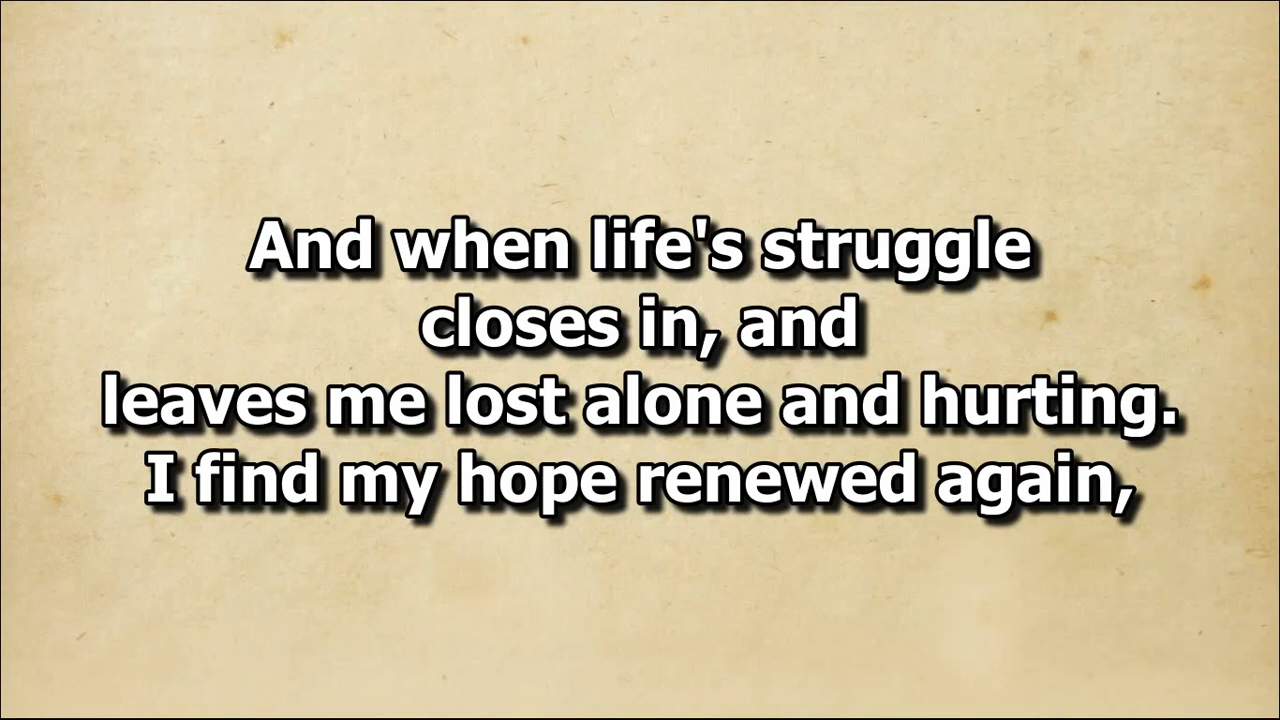 And when life's struggle
closes in, and
leaves me lost alone and hurting.
I find my hope renewed again,